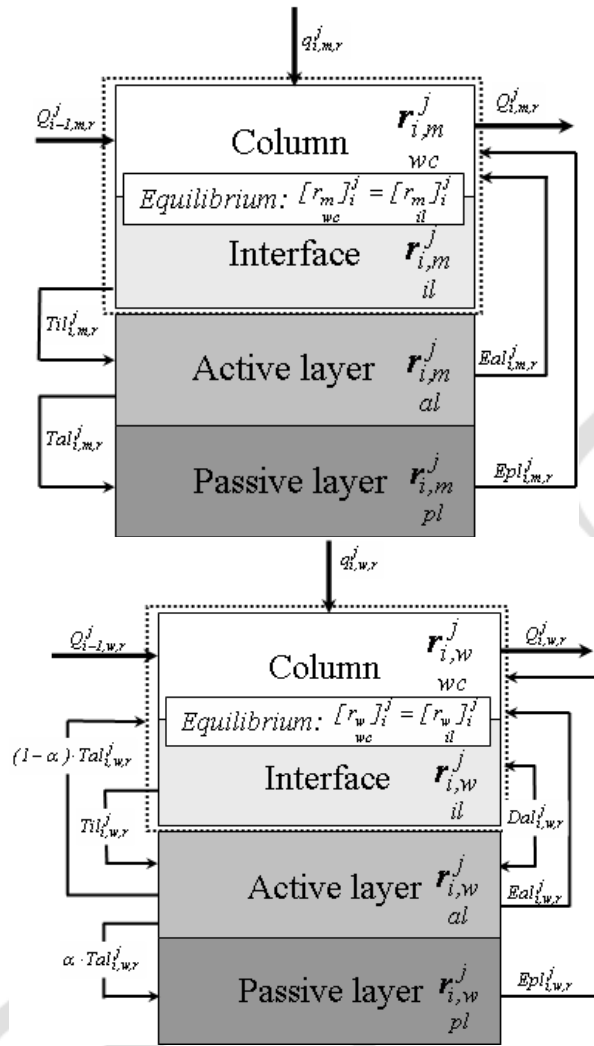 q^j_{i,m,r}
Q^j_{i-1,m,r}
Q^j_{i,m,r}
Column r^j_{i,m} wc
Equilibrium: [r_m]^j_i = [r_m]^j_i
wc il
Interface r^j_{i,m} il
Til^j_{i,m,r}
Active layer r^j_{i,m} al
Eal^j_{i,m,r}
Tal^j_{i,m,r}
Passive layer r^j_{i,m} pl
Epl^j_{i,m,r}
q^j_{i,w,r}
Q^j_{i-1,w,r}
Q^j_{i,w,r}
Column r^j_{i,w} wc
Equilibrium: [r_w]^j_i = [r_w]^j_i
wc il
(1-α)·Tal^j_{i,w,r}
Interface r^j_{i,w} il
Dal^j_{i,w,r}
Til^j_{i,w,r}
Active layer r^j_{i,w} al
Eal^j_{i,w,r}
α·Tal^j_{i,w,r}
Passive layer r^j_{i,w} pl
Epl^j_{i,w,r}